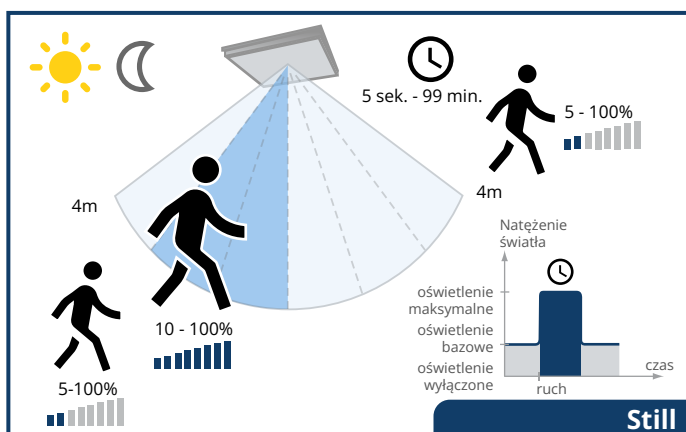 5 sek. - 99 min.
5 - 100%
4m
4m
10 - 100%
5-100%
Natężenie
światła
oświetlenie
maksymalne
oświetlenie
bazowe
oświetlenie
wyłączone
czas
ruch
Still